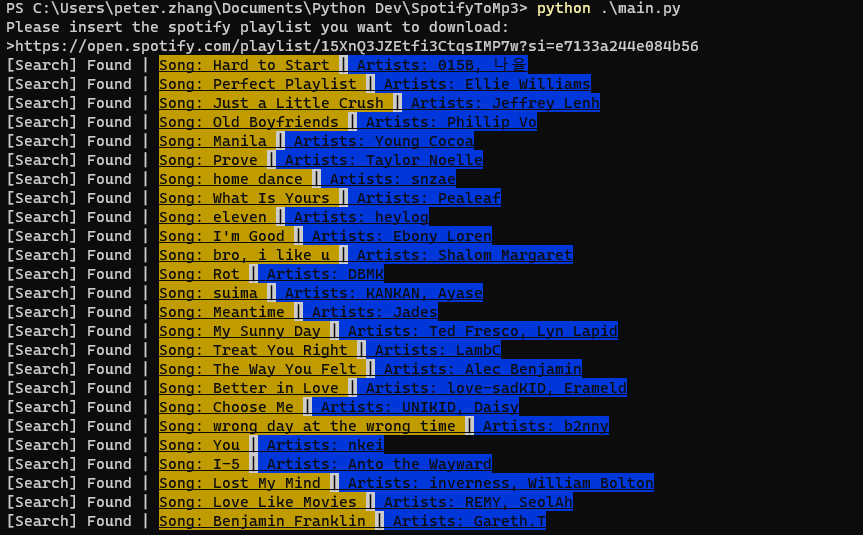 PS C:\Users\peter.zhang\Documents\Python Dev\SpotifyToMp3> python .\main.py
Please insert the spotify playlist you want to download:
>https://open.spotify.com/playlist/15XnQ3JZEtfi3CtqsIMP7w?si=e7133a244e084b56
[Search] Found | Song: Hard to Start | Artists: 015B, 나율
[Search] Found | Song: Perfect Playlist | Artists: Ellie Williams
[Search] Found | Song: Just a Little Crush | Artists: Jeffrey Lenh
[Search] Found | Song: Old Boyfriends | Artists: Phillip Vo
[Search] Found | Song: Manila | Artists: Young Cocoa
[Search] Found | Song: Prove | Artists: Taylor Noelle
[Search] Found | Song: home dance | Artists: snzae
[Search] Found | Song: What Is Yours | Artists: Pealeaf
[Search] Found | Song: eleven | Artists: heylog
[Search] Found | Song: I'm Good | Artists: Ebony Loren
[Search] Found | Song: bro, i like u | Artists: Shalom Margaret
[Search] Found | Song: Rot | Artists: DBMK
[Search] Found | Song: suima | Artists: KANKAN, Ayase
[Search] Found | Song: Meantime | Artists: Jades
[Search] Found | Song: My Sunny Day | Artists: Ted Fresco, Lyn Lapid
[Search] Found | Song: Treat You Right | Artists: LambC
[Search] Found | Song: The Way You Felt | Artists: Alec Benjamin
[Search] Found | Song: Better in Love | Artists: love-sadKID, Erameld
[Search] Found | Song: Choose Me | Artists: UNIKID, Daisy
[Search] Found | Song: wrong day at the wrong time | Artists: b2nny
[Search] Found | Song: You | Artists: nkei
[Search] Found | Song: I-5 | Artists: Anto the Wayward
[Search] Found | Song: Lost My Mind | Artists: inverness, William Bolton
[Search] Found | Song: Love Like Movies | Artists: REMY, SeolAh
[Search] Found | Song: Benjamin Franklin | Artists: Gareth.T